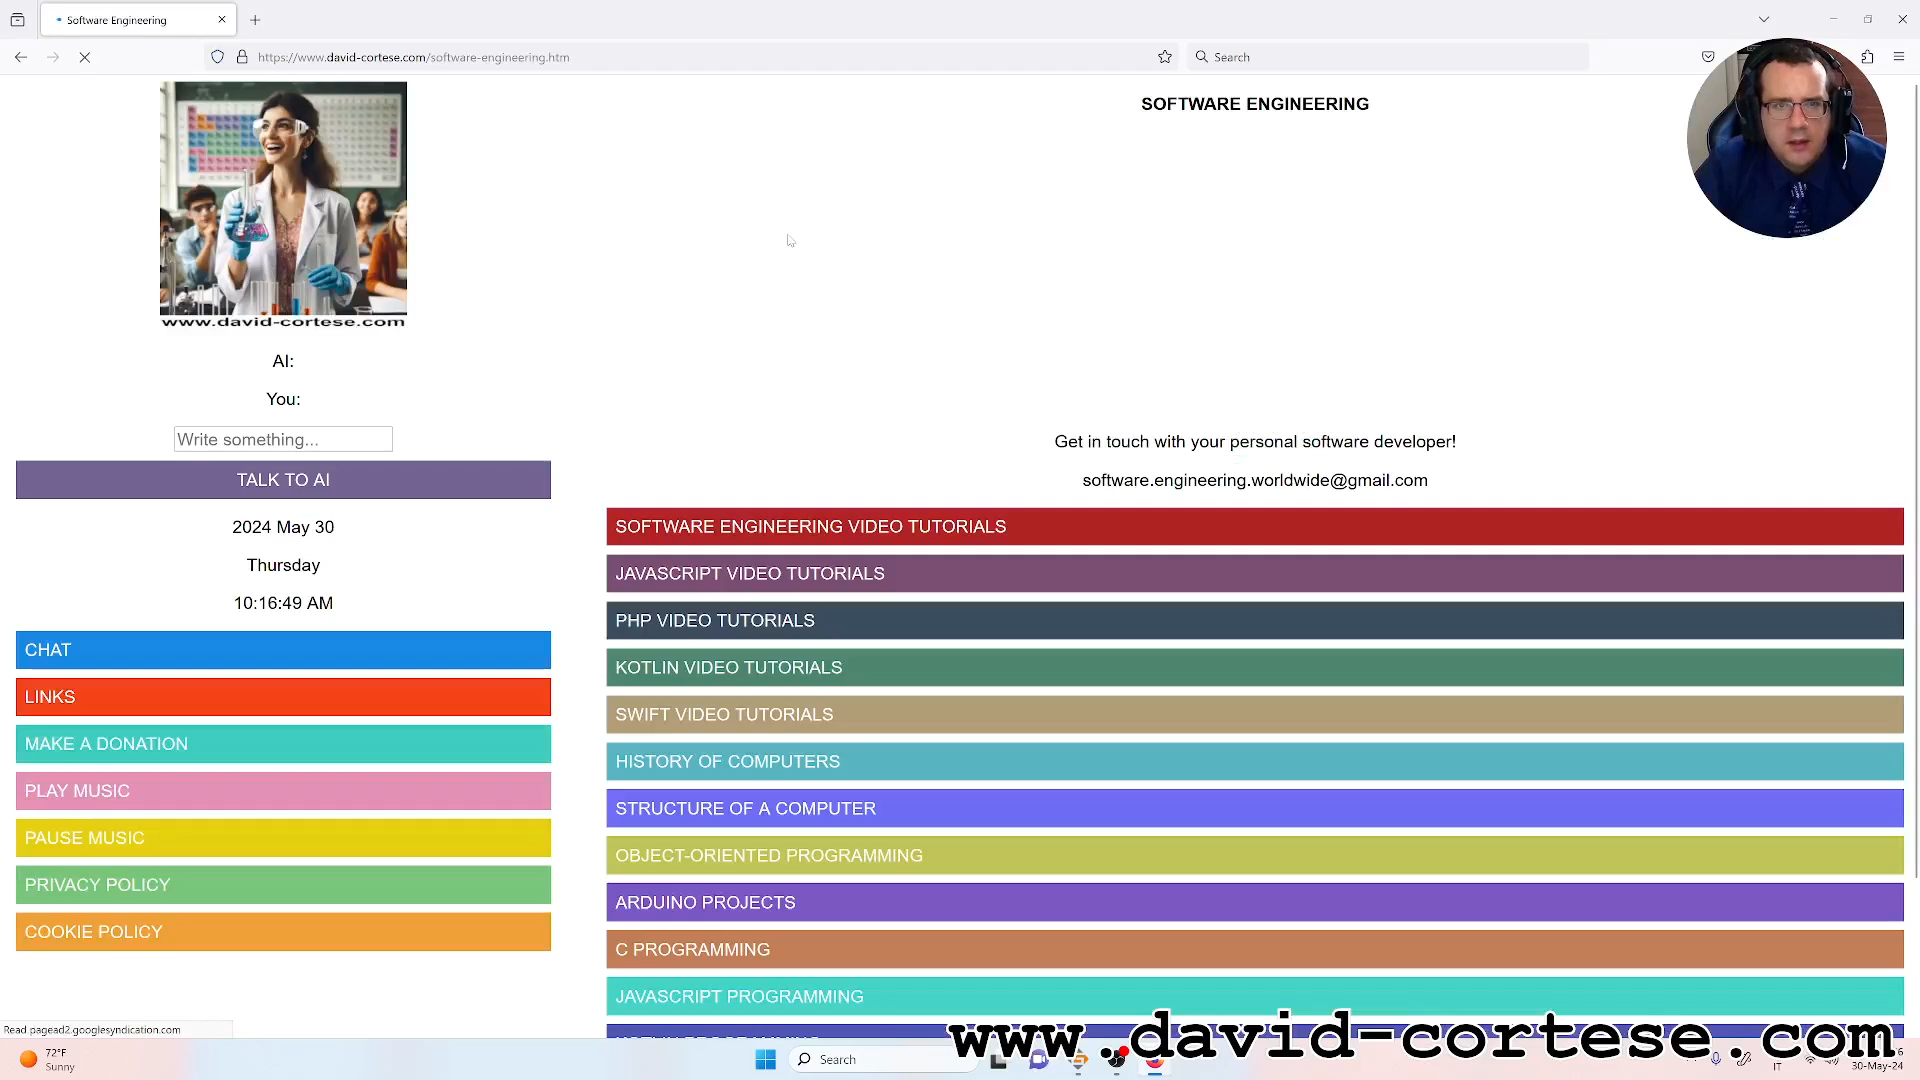 Software Engineering
https://www.david-cortese.com/software-engineering.htm
Search
www.david-cortese.com
AI:
You:
Write something...
TALK TO AI
2024 May 30
Thursday
10:16:49 AM
CHAT
LINKS
MAKE A DONATION
PLAY MUSIC
PAUSE MUSIC
PRIVACY POLICY
COOKIE POLICY
SOFTWARE ENGINEERING
Get in touch with your personal software developer!
software.engineering.worldwide@gmail.com
SOFTWARE ENGINEERING VIDEO TUTORIALS
JAVASCRIPT VIDEO TUTORIALS
PHP VIDEO TUTORIALS
KOTLIN VIDEO TUTORIALS
SWIFT VIDEO TUTORIALS
HISTORY OF COMPUTERS
STRUCTURE OF A COMPUTER
OBJECT-ORIENTED PROGRAMMING
ARDUINO PROJECTS
C PROGRAMMING
JAVASCRIPT PROGRAMMING
Read pagead2.googlesyndication.com
www.david-cortese.com
72°F
Sunny
Search
IT
30-May-24